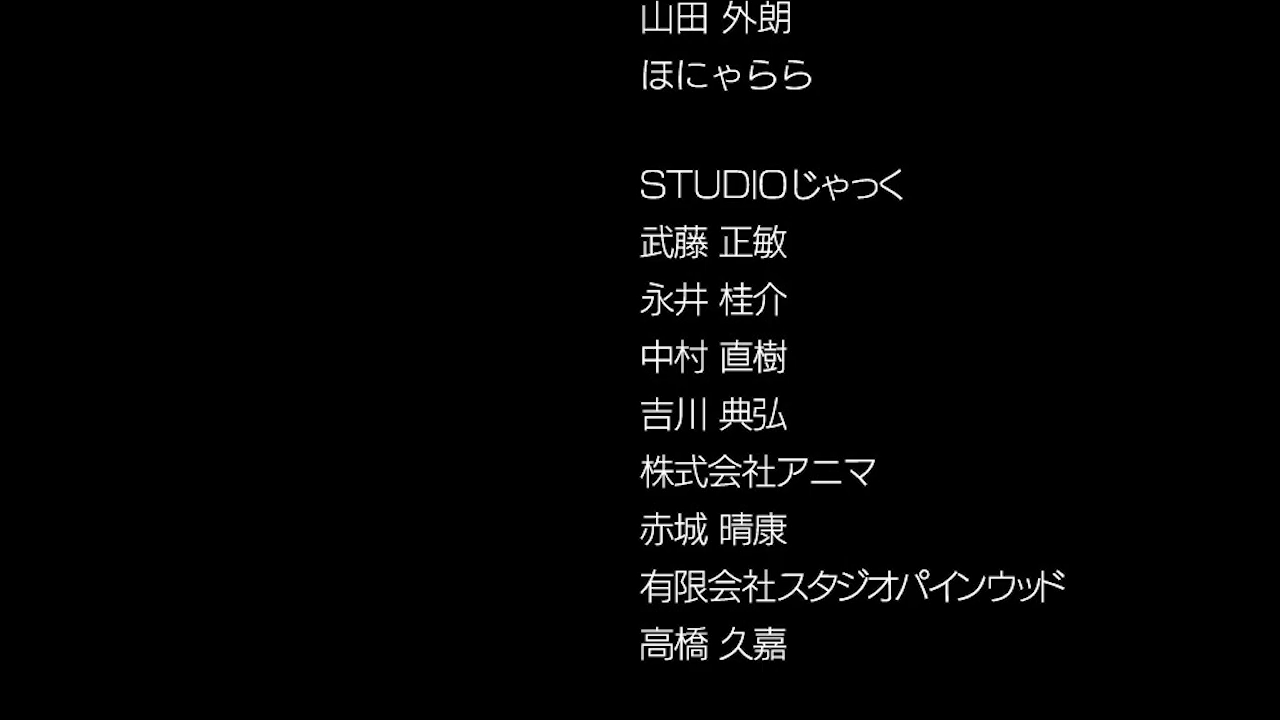 山田 外朗
ほにゃらら
STUDIOじゃっく
武藤 正敏
永井 桂介
中村 直樹
吉川 典弘
株式会社アニマ
赤城 晴康
有限会社スタジオパインウッド
高橋 久嘉